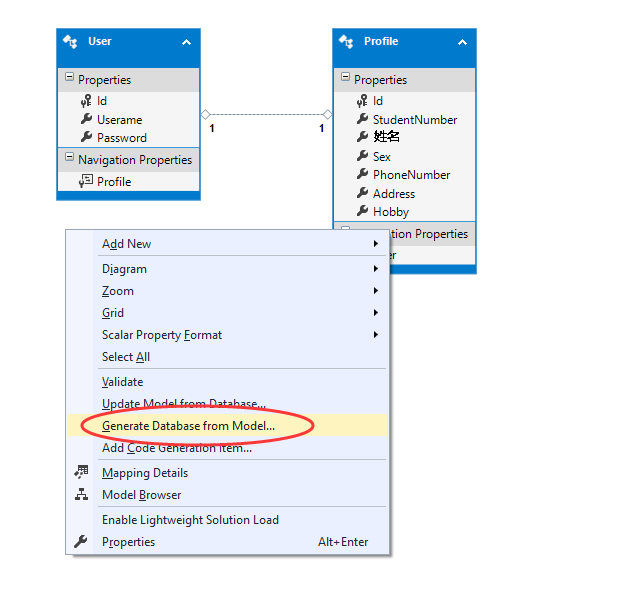 User
Properties
Id
Userame
Password
Navigation Properties
Profile
1
1
Profile
Properties
Id
StudentNumber
姓名
Sex
PhoneNumber
Address
Hobby
tion Properties
er
Add New
Diagram
Zoom
Grid
Scalar Property Format
Select All
Validate
Update Model from Database...
Generate Database from Model...
Add Code Generation Item...
Mapping Details
Model Browser
Enable Lightweight Solution Load
Properties Alt+Enter